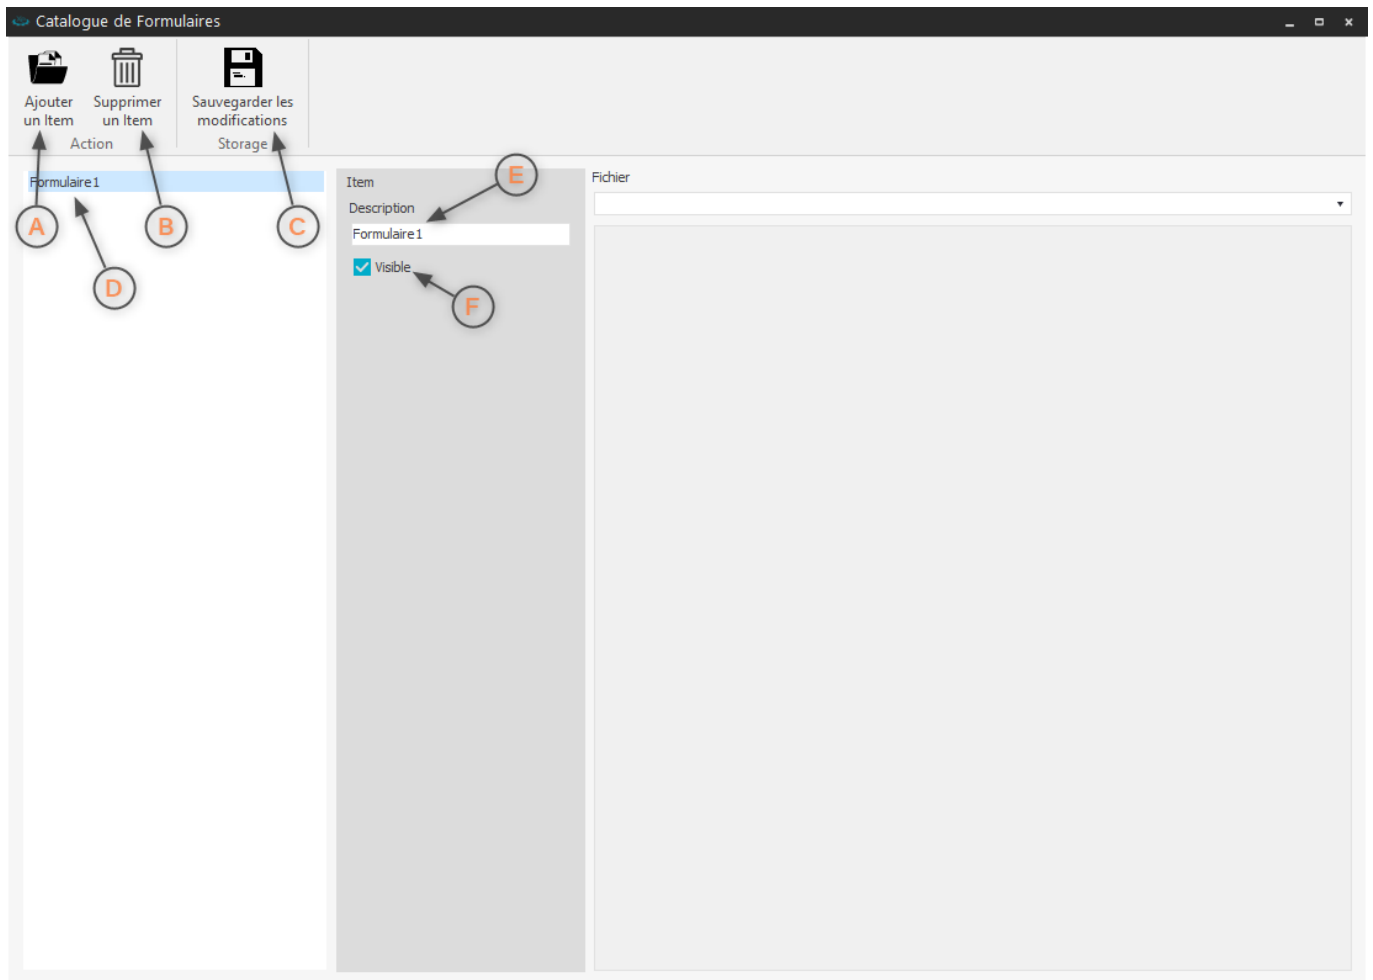 Catalogue de Formulaires
Ajouter
un Item
Supprimer
un Item
Sauvegarder les
modifications
Action
Storage
Formulaire1
Item
Description
Formulaire1
Visible
Fichier
A
B
C
D
E
F